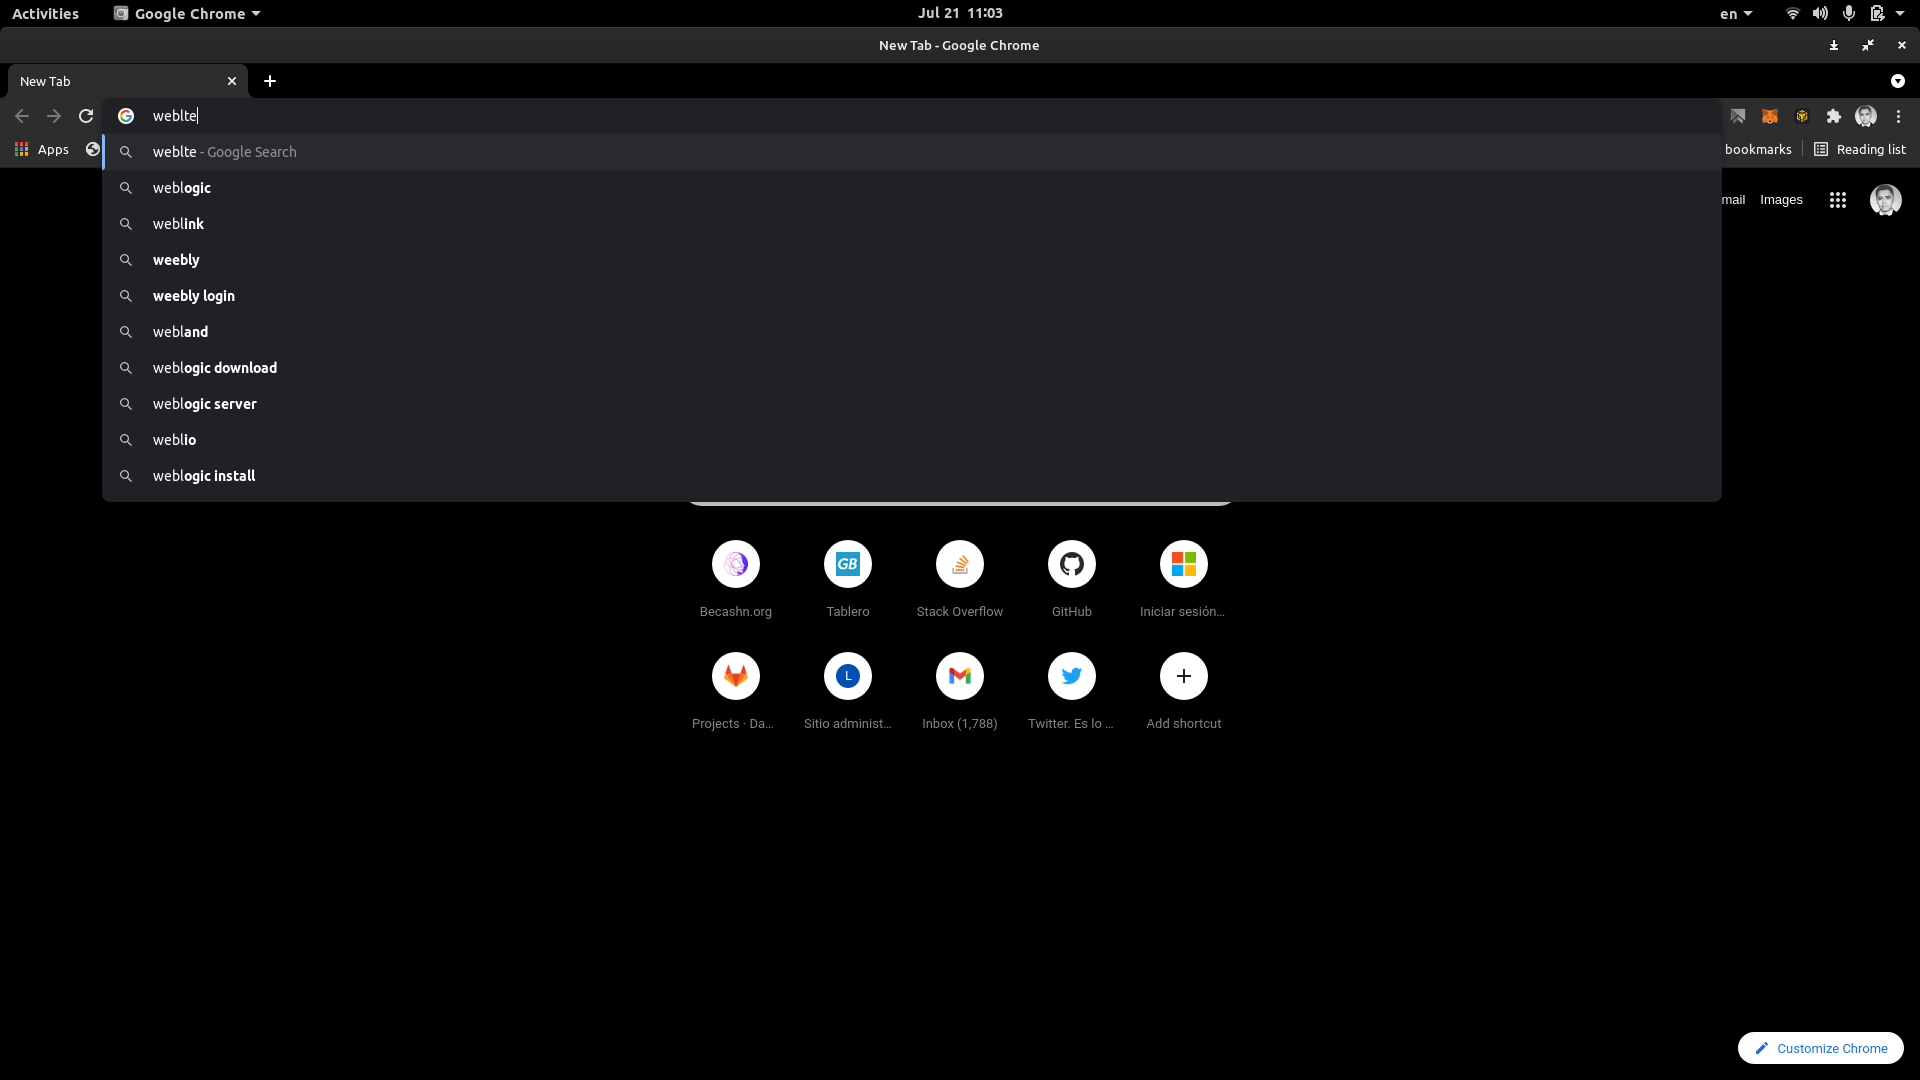 Activities Google Chrome Jul 21 11:03 en
New Tab - Google Chrome
New Tab
weblte
Apps bookmarks Reading list
weblte - Google Search
weblogic
weblink
mail Images
weebly
weebly login
webland
weblogic download
weblogic server
weblio
weblogic install
GB
Becashn.org Tablero Stack Overflow GitHub Iniciar sesión...
L
Projects · Da... Sitio administ... Inbox (1,788) Twitter. Es lo ... Add shortcut
Customize Chrome